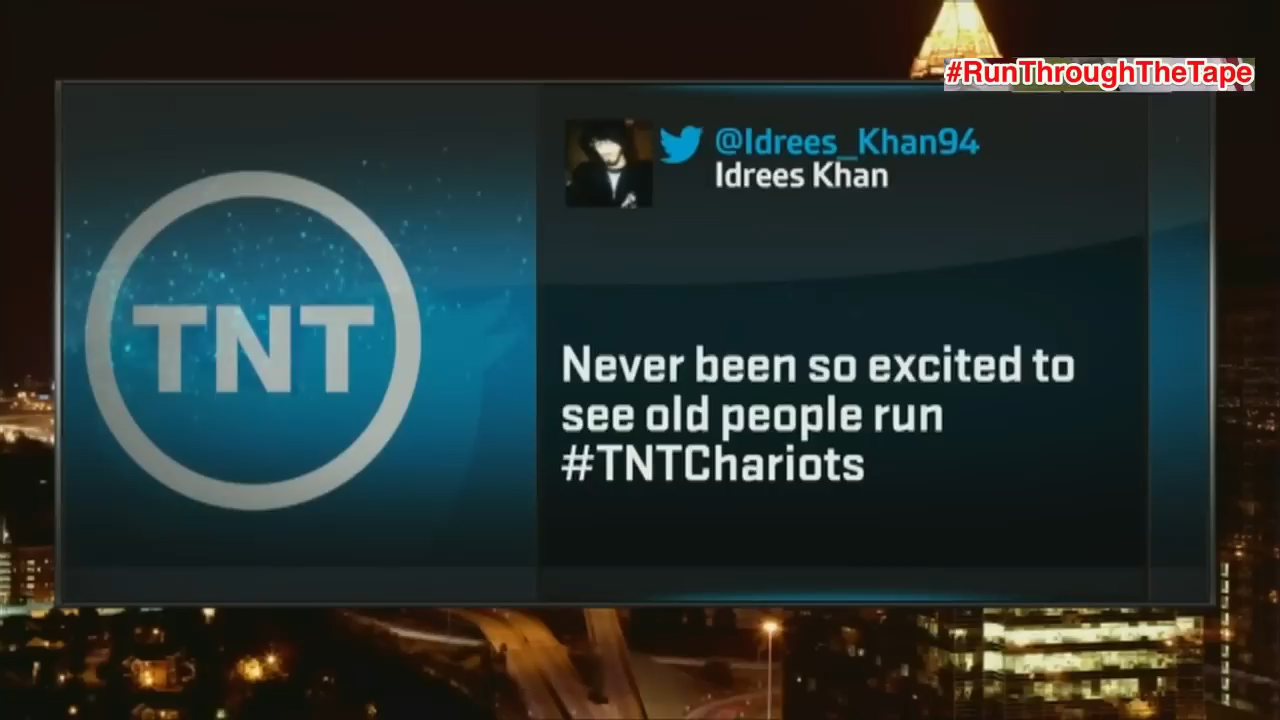 #RunThroughTheTape
@Idrees_Khan94
Idrees Khan
TNT
Never been so excited to
see old people run
#TNTChariots